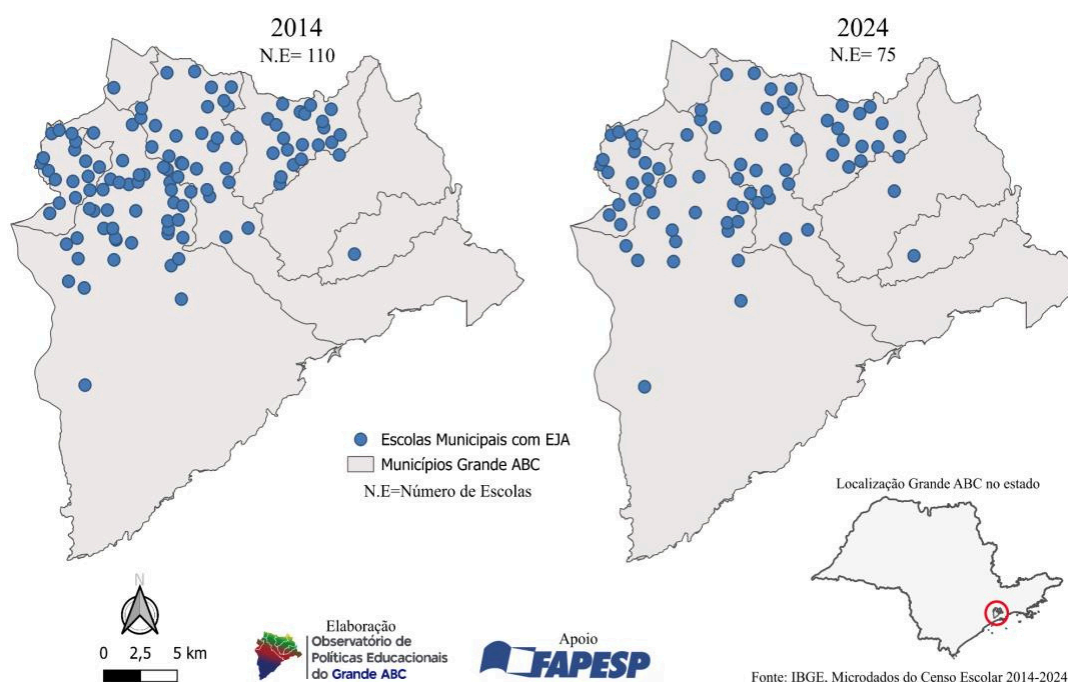 2014
N.E= 110
2024
N.E= 75
Escolas Municipais com EJA
Municípios Grande ABC
N.E=Número de Escolas
Localização Grande ABC no estado
N
0 2,5 5 km
Elaboração
Observatório de
Políticas Educacionais
do Grande ABC
Apoio
FAPESP
Fonte: IBGE, Microdados do Censo Escolar 2014-2024